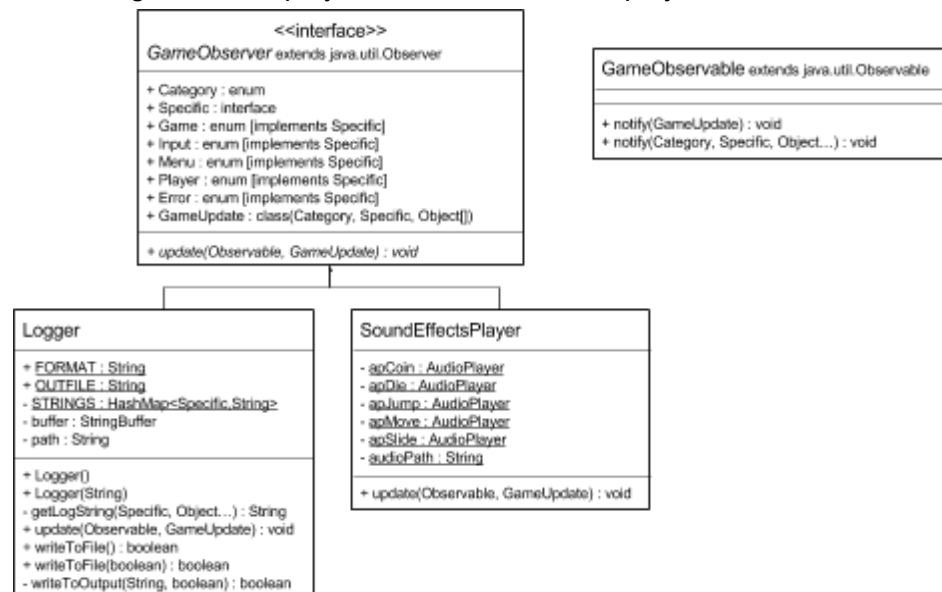 <<interface>>
GameObserver extends java.util.Observer
+ Category : enum
+ Specific : interface
+ Game : enum [implements Specific]
+ Input : enum [implements Specific]
+ Menu : enum [implements Specific]
+ Player : enum [implements Specific]
+ Error : enum [implements Specific]
+ GameUpdate : class(Category, Specific, Object[])
+ update(Observable, GameUpdate) : void
GameObservable extends java.util.Observable
+ notify(GameUpdate) : void
+ notify(Category, Specific, Object...) : void
Logger
+ FORMAT : String
+ OUTFILE : String
- STRINGS : HashMap<Specific,String>
- buffer : StringBuffer
- path : String
+ Logger()
+ Logger(String)
- getLogString(Specific, Object...) : String
+ update(Observable, GameUpdate) : void
+ writeToFile() : boolean
+ writeToFile(boolean) : boolean
- writeToOutput(String, boolean) : boolean
SoundEffectsPlayer
- apCoin : AudioPlayer
- apDie : AudioPlayer
- apJump : AudioPlayer
- apMove : AudioPlayer
- apSlide : AudioPlayer
- audioPath : String
+ update(Observable, GameUpdate) : void